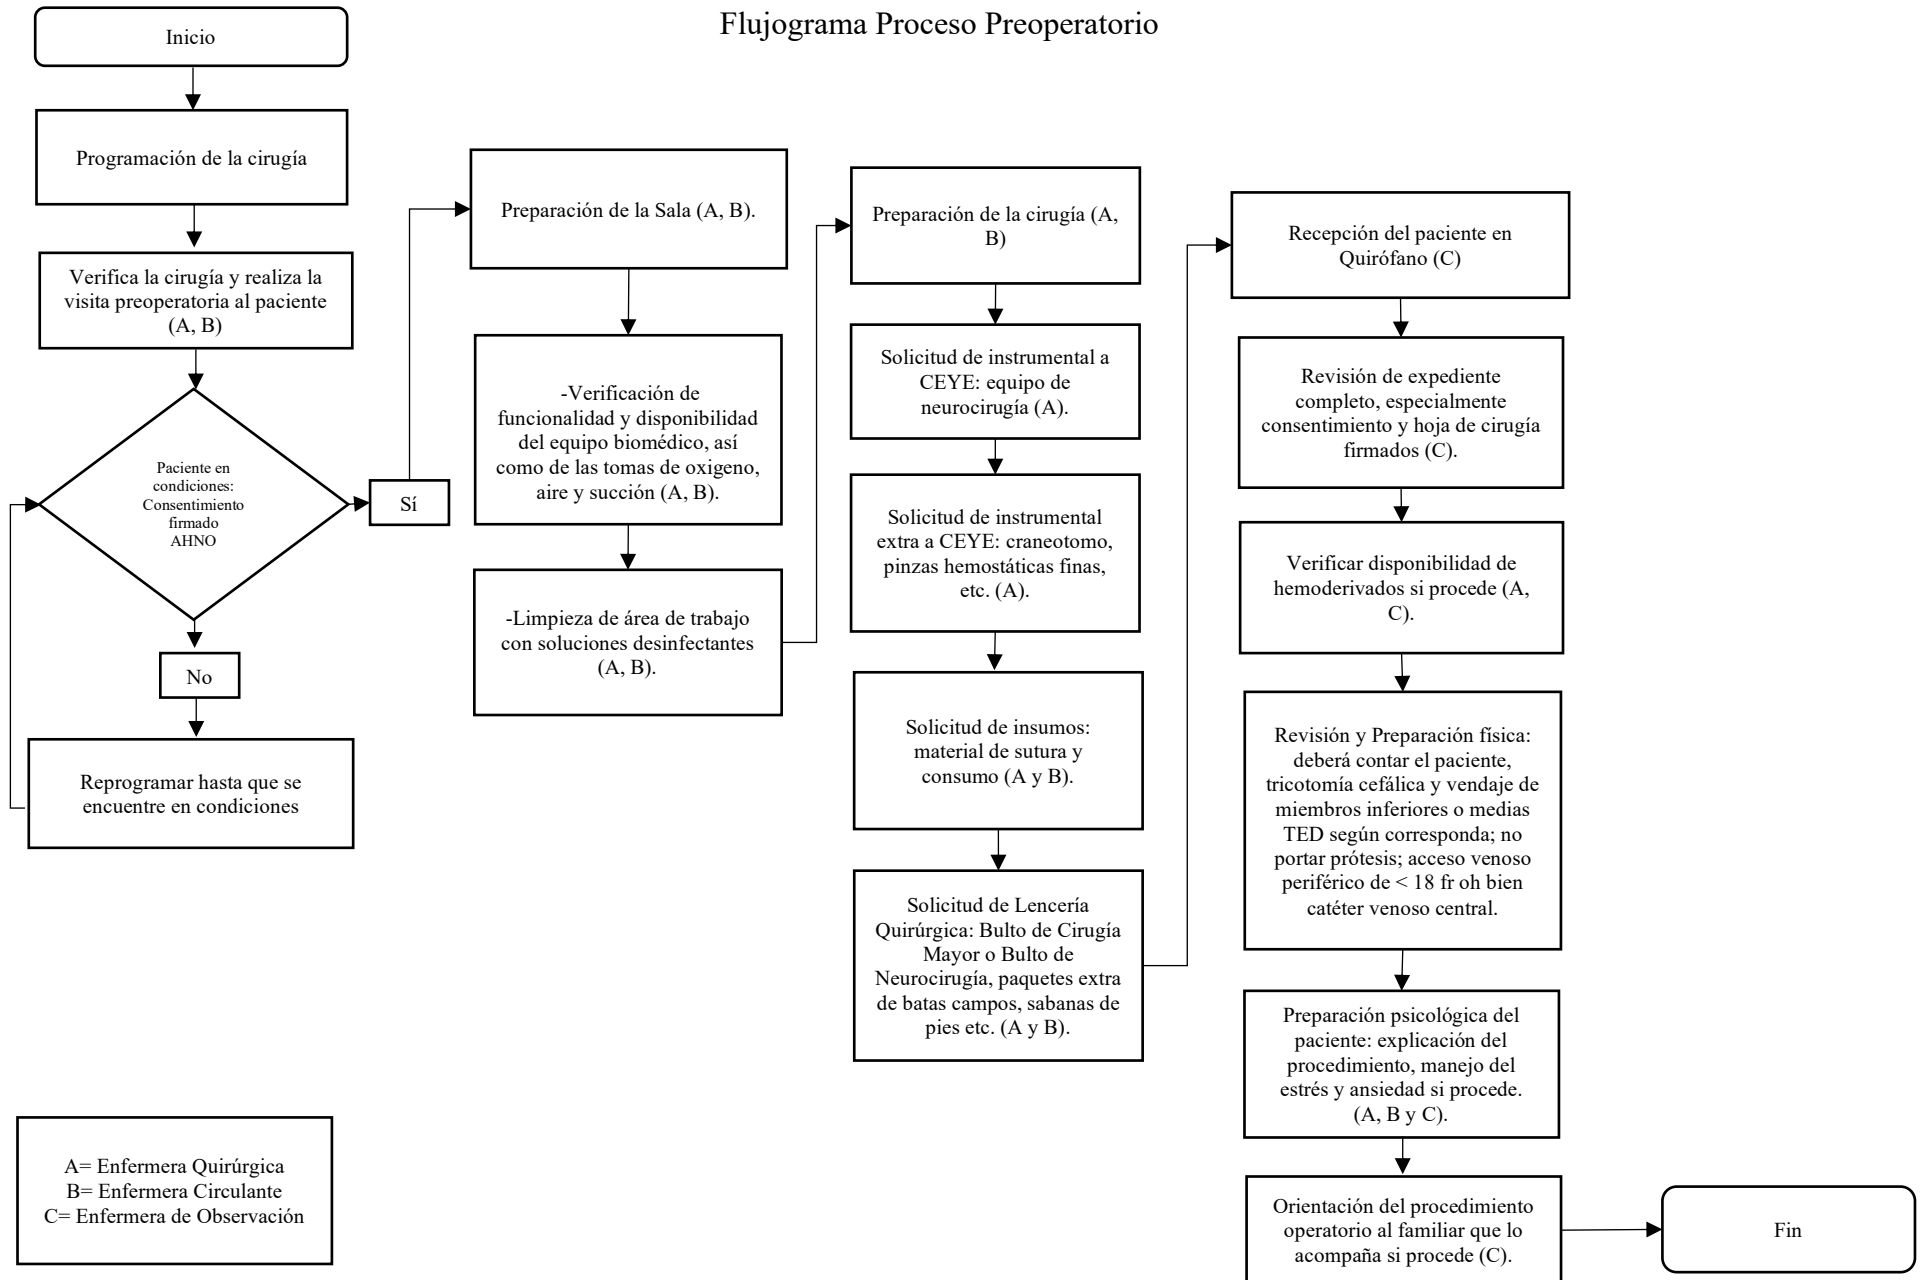 Flujograma Proceso Preoperatorio
Inicio
Programación de la cirugía
Verifica la cirugía y realiza la
visita preoperatoria al paciente
(A, B)
Paciente en
condiciones:
Consentimiento
firmado
AHNO
Sí
No
Reprogramar hasta que se
encuentre en condiciones
Preparación de la Sala (A, B).
-Verificación de
funcionalidad y disponibilidad
del equipo biomédico, así
como de las tomas de oxigeno,
aire y succión (A, B).
-Limpieza de área de trabajo
con soluciones desinfectantes
(A, B).
Preparación de la cirugía (A,
B)
Solicitud de instrumental a
CEYE: equipo de
neurocirugía (A).
Solicitud de instrumental
extra a CEYE: craneotomo,
pinzas hemostáticas finas,
etc. (A).
Solicitud de insumos:
material de sutura y
consumo (A y B).
Solicitud de Lencería
Quirúrgica: Bulto de Cirugía
Mayor o Bulto de
Neurocirugía, paquetes extra
de batas campos, sabanas de
pies etc. (A y B).
Recepción del paciente en
Quirófano (C)
Revisión de expediente
completo, especialmente
consentimiento y hoja de cirugía
firmados (C).
Verificar disponibilidad de
hemoderivados si procede (A,
C).
Revisión y Preparación física:
deberá contar el paciente,
tricotomía cefálica y vendaje de
miembros inferiores o medias
TED según corresponda; no
portar prótesis; acceso venoso
periférico de < 18 fr oh bien
catéter venoso central.
Preparación psicológica del
paciente: explicación del
procedimiento, manejo del
estrés y ansiedad si procede.
(A, B y C).
Orientación del procedimiento
operatorio al familiar que lo
acompaña si procede (C).
Fin
A= Enfermera Quirúrgica
B= Enfermera Circulante
C= Enfermera de Observación